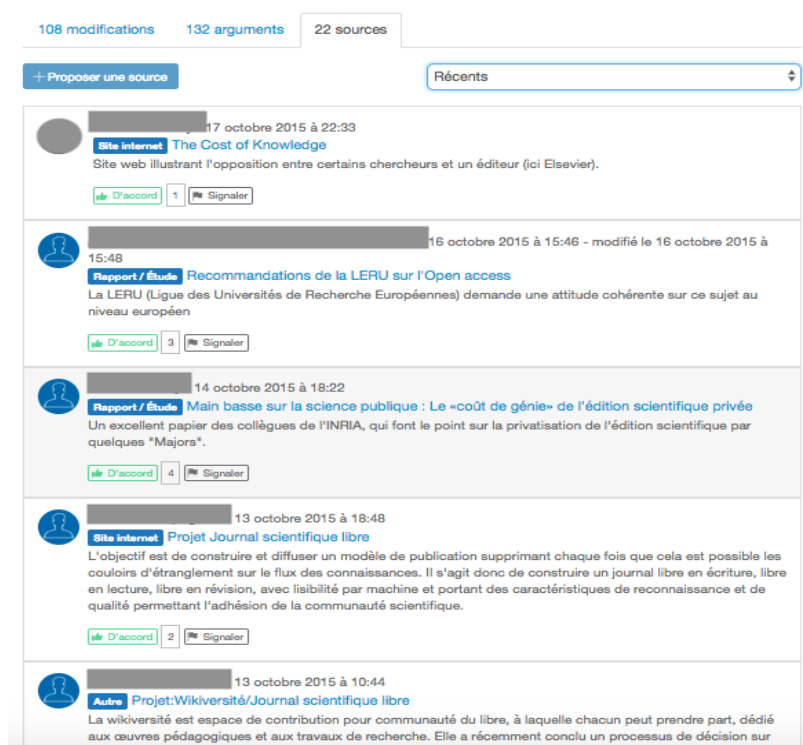 108 modifications 132 arguments 22 sources
+ Proposer une source Récents
17 octobre 2015 à 22:33
Site internet The Cost of Knowledge
Site web illustrant l'opposition entre certains chercheurs et un éditeur (ici Elsevier).
D'accord 1 Signaler
16 octobre 2015 à 15:46 - modifié le 16 octobre 2015 à
15:48
Rapport / Étude Recommandations de la LERU sur l'Open access
La LERU (Ligue des Universités de Recherche Européennes) demande une attitude cohérente sur ce sujet au
niveau européen
D'accord 3 Signaler
14 octobre 2015 à 18:22
Rapport / Étude Main basse sur la science publique : Le «coût de génie» de l'édition scientifique privée
Un excellent papier des collègues de l'INRIA, qui font le point sur la privatisation de l'édition scientifique par
quelques "Majors".
D'accord 4 Signaler
13 octobre 2015 à 18:48
Site internet Projet Journal scientifique libre
L'objectif est de construire et diffuser un modèle de publication supprimant chaque fois que cela est possible les
couloirs d'étranglement sur le flux des connaissances. Il s'agit donc de construire un journal libre en écriture, libre
en lecture, libre en révision, avec lisibilité par machine et portant des caractéristiques de reconnaissance et de
qualité permettant l'adhésion de la communauté scientifique.
D'accord 2 Signaler
13 octobre 2015 à 10:44
Autre Projet:Wikiversité/Journal scientifique libre
La wikiversité est espace de contribution pour communauté du libre, à laquelle chacun peut prendre part, dédié
aux œuvres pédagogiques et aux travaux de recherche. Elle a récemment conclu un processus de décision sur